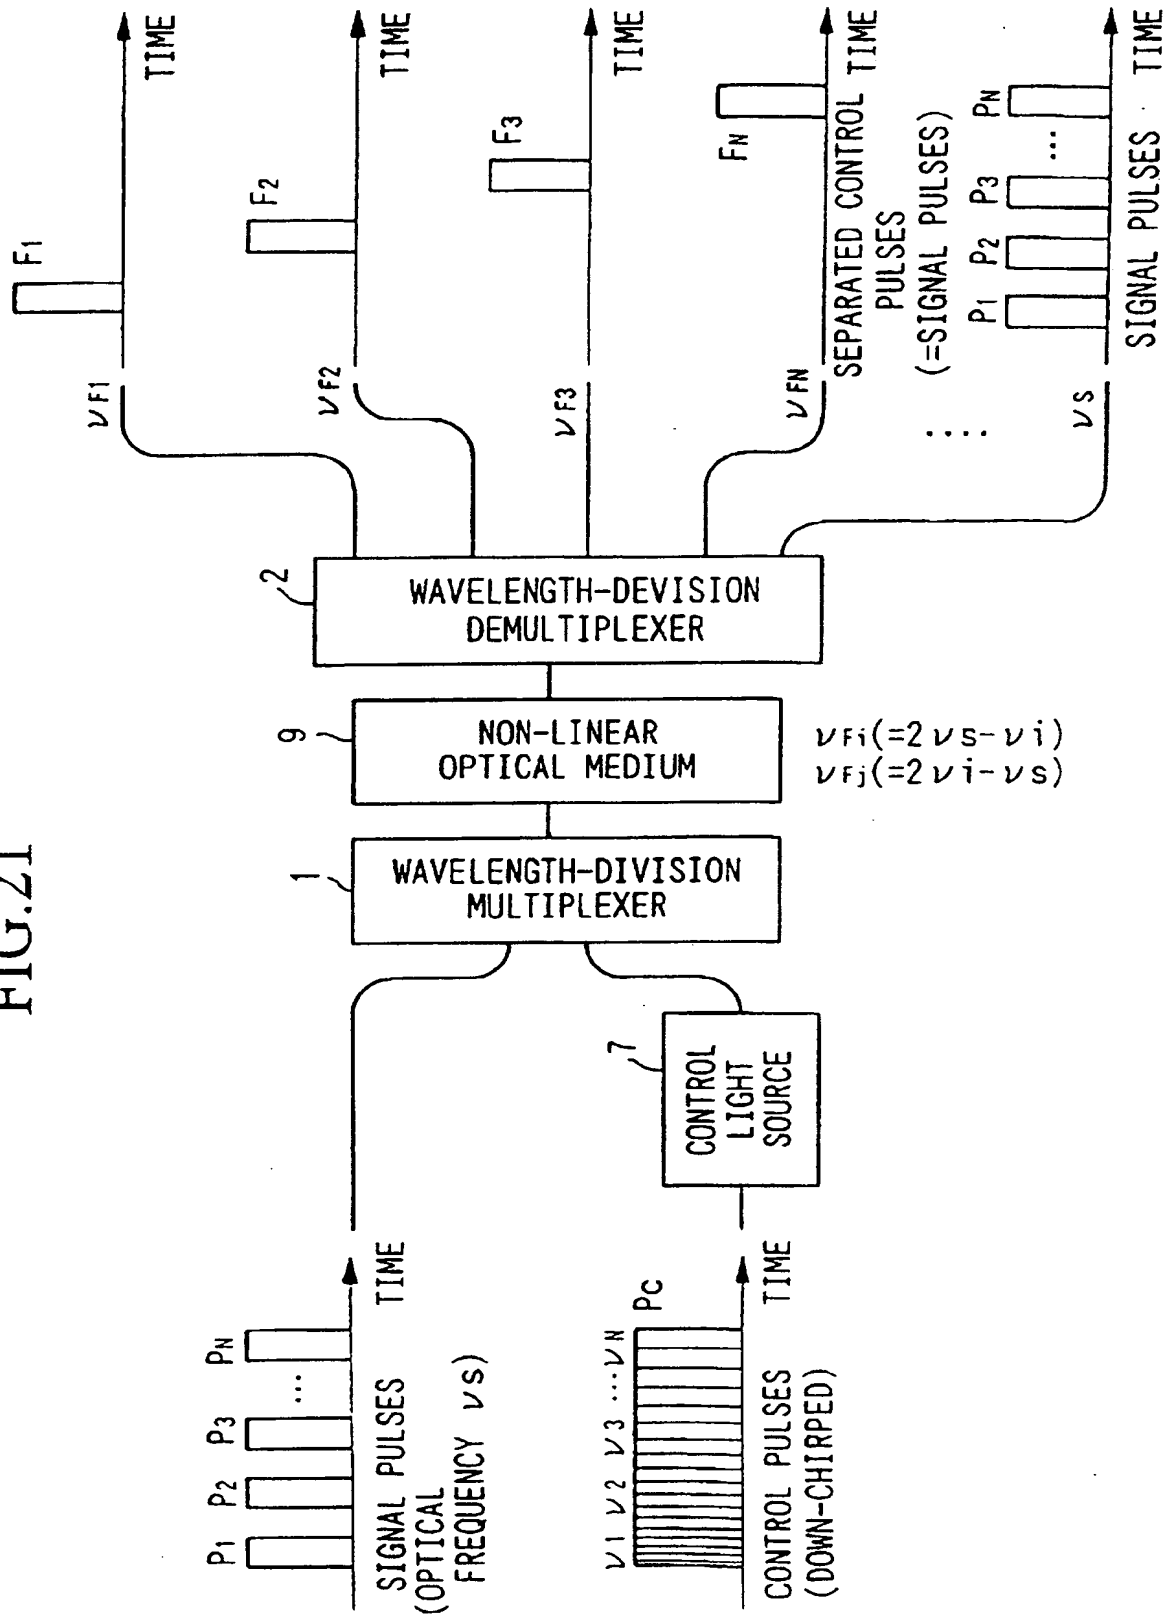 FIG.21
PN
...
P3
P2
P1
TIME
SIGNAL PULSES
(OPTICAL
FREQUENCY νs)
Pc
ν1 ν2 ν3 ...νN
TIME
CONTROL PULSES
(DOWN-CHIRPED)
7
CONTROL
LIGHT
SOURCE
1
WAVELENGTH-DIVISION
MULTIPLEXER
9
NON-LINEAR
OPTICAL MEDIUM
νFi(=2νs-νi)
νFj(=2νi-νs)
2
WAVELENGTH-DEVISION
DEMULTIPLEXER
νF1
F1
TIME
νF2
F2
TIME
νF3
F3
TIME
νFN
FN
TIME
SEPARATED CONTROL
PULSES
(=SIGNAL PULSES)
....
νs
P1
P2
P3
...
PN
TIME
SIGNAL PULSES